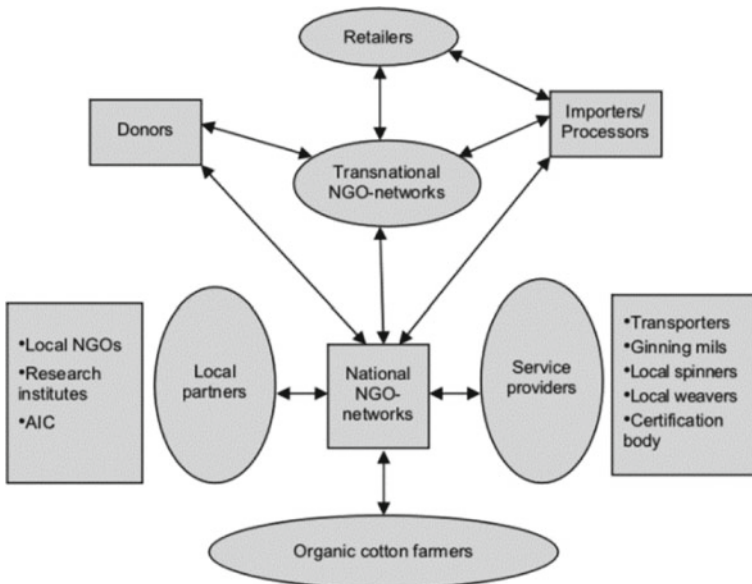 Retailers
Donors
Importers/
Processors
Transnational
NGO-networks
•Local NGOs
•Research
institutes
•AIC
Local
partners
National
NGO-
networks
Service
providers
•Transporters
•Ginning mils
•Local spinners
•Local weavers
•Certification
body
Organic cotton farmers